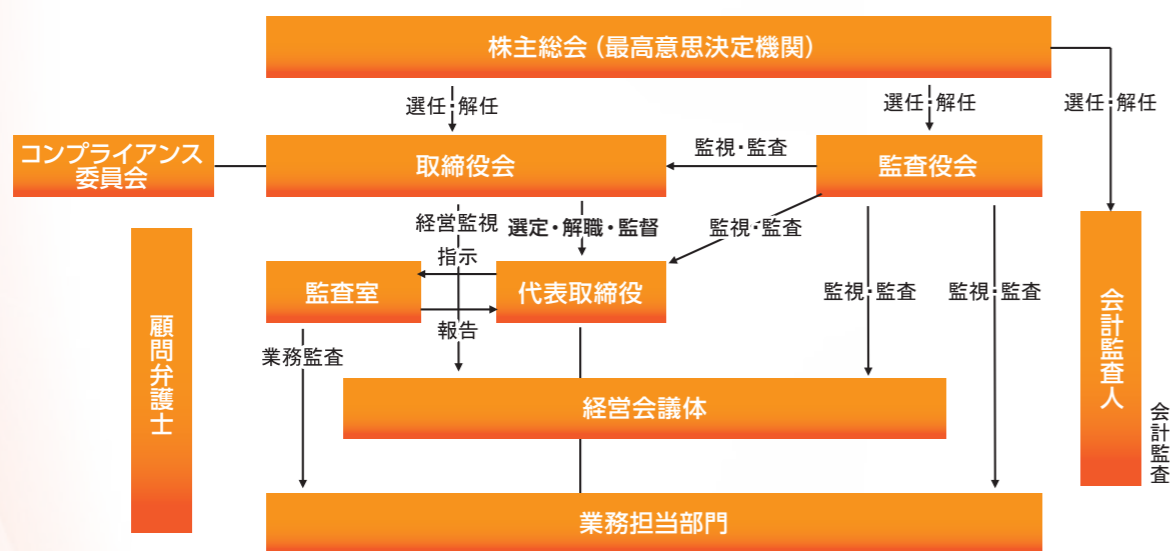 株主総会（最高意思決定機関）
選任・解任
選任・解任
選任・解任
コンプライアンス
委員会
取締役会
監視・監査
監査役会
経営監視
選定・解職・監督
監視・監査
指示
監査室
代表取締役
監視・監査
監視・監査
報告
業務監査
顧問弁護士
経営会議体
会計監査人
会計監査
業務担当部門